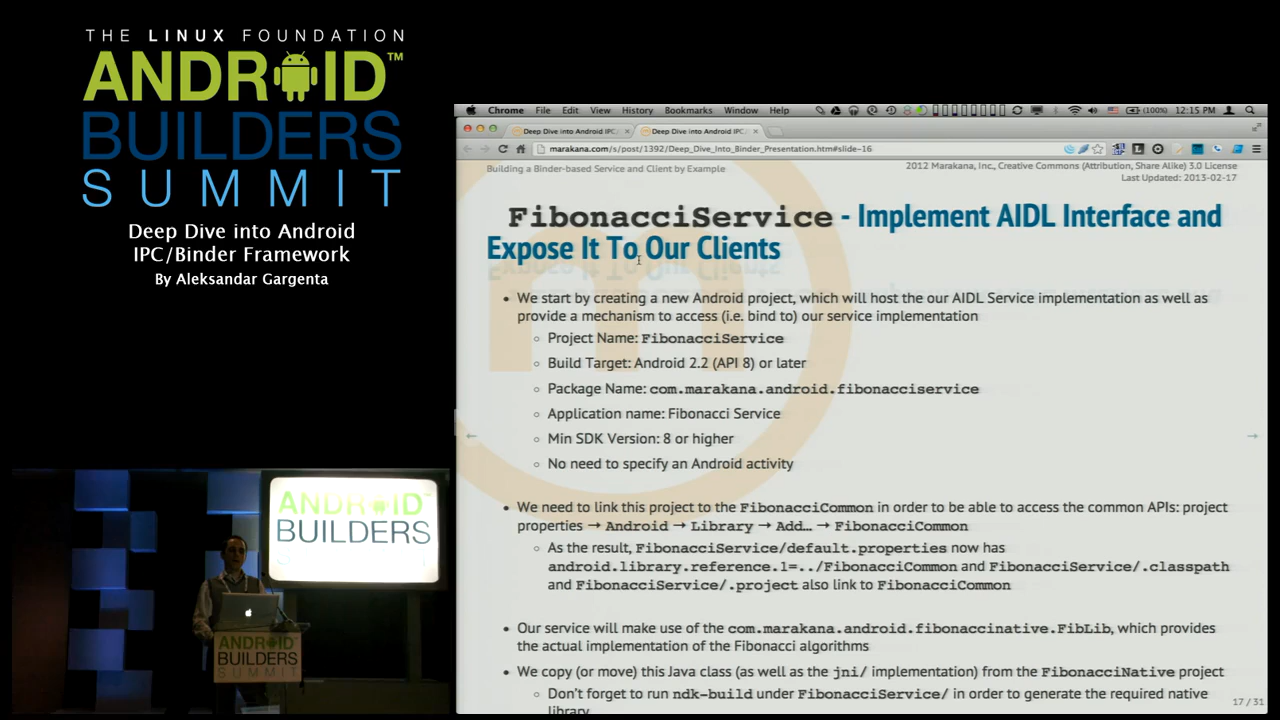 THE LINUX FOUNDATION
ANDROID™
BUILDERS
SUMMIT
Deep Dive into Android
IPC/Binder Framework
By Aleksandar Gargenta
ANDROID
BUILDERS
ANDROID
BUILDERS
SUMMIT
Chrome File Edit View History Bookmarks Window Help (100%) 12:15 PM
Deep Dive into Android IPC/ Deep Dive into Android IPC/
marakana.com/s/post/1392/Deep_Dive_Into_Binder_Presentation.htm#slide-16
Building a Binder-based Service and Client by Example
2012 Marakana, Inc., Creative Commons (Attribution, Share Alike) 3.0 License
Last Updated: 2013-02-17
FibonacciService - Implement AIDL Interface and
Expose It To Our Clients
• We start by creating a new Android project, which will host the our AIDL Service implementation as well as
provide a mechanism to access (i.e. bind to) our service implementation
◦ Project Name: FibonacciService
◦ Build Target: Android 2.2 (API 8) or later
◦ Package Name: com.marakana.android.fibonacciservice
◦ Application name: Fibonacci Service
◦ Min SDK Version: 8 or higher
◦ No need to specify an Android activity
• We need to link this project to the FibonacciCommon in order to be able to access the common APIs: project
properties → Android → Library → Add… → FibonacciCommon
◦ As the result, FibonacciService/default.properties now has
android.library.reference.1=../FibonacciCommon and FibonacciService/.classpath
and FibonacciService/.project also link to FibonacciCommon
• Our service will make use of the com.marakana.android.fibonaccinative.FibLib, which provides
the actual implementation of the Fibonacci algorithms
• We copy (or move) this Java class (as well as the jni/ implementation) from the FibonacciNative project
◦ Don't forget to run ndk-build under FibonacciService/ in order to generate the required native
library
17 / 31